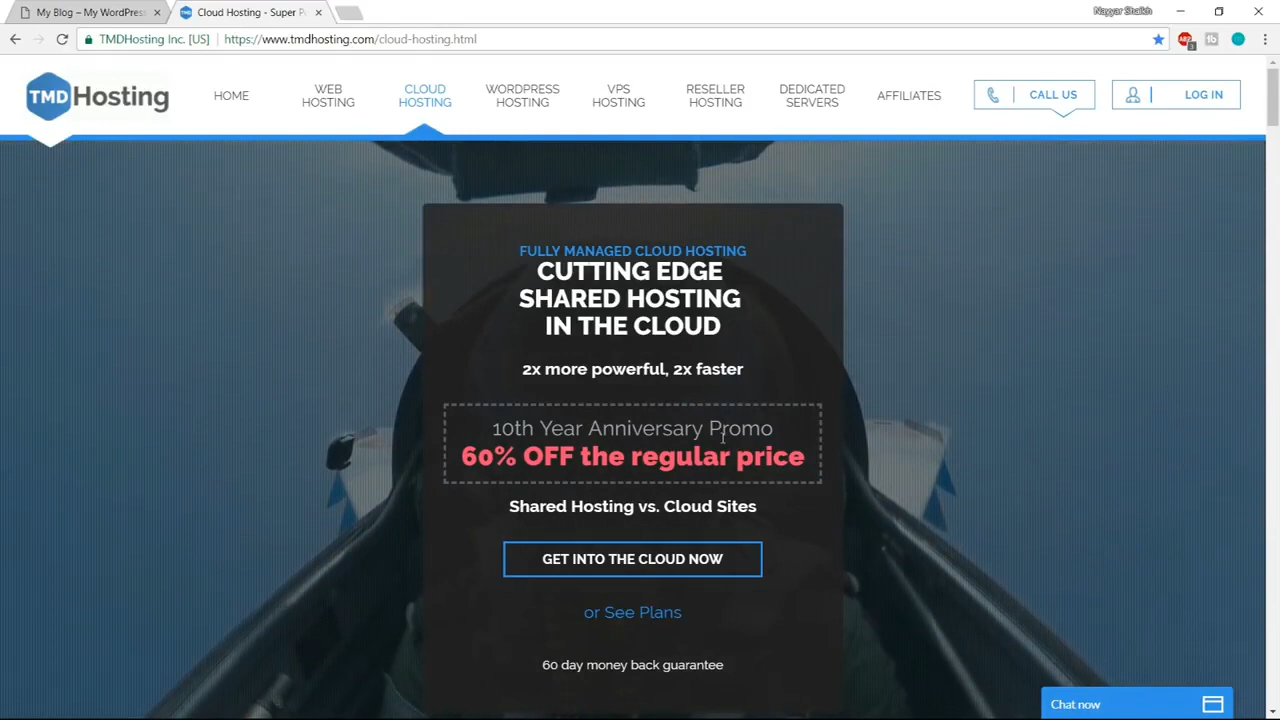 My Blog – My WordPres
Cloud Hosting - Super P
Nayyar Shaikh
TMDHosting Inc. [US]
https://www.tmdhosting.com/cloud-hosting.html
TMD Hosting
HOME
WEB
HOSTING
CLOUD
HOSTING
WORDPRESS
HOSTING
VPS
HOSTING
RESELLER
HOSTING
DEDICATED
SERVERS
AFFILIATES
CALL US
LOG IN
FULLY MANAGED CLOUD HOSTING
CUTTING EDGE
SHARED HOSTING
IN THE CLOUD
2x more powerful, 2x faster
10th Year Anniversary Promo
60% OFF the regular price
Shared Hosting vs. Cloud Sites
GET INTO THE CLOUD NOW
or See Plans
60 day money back guarantee
Chat now